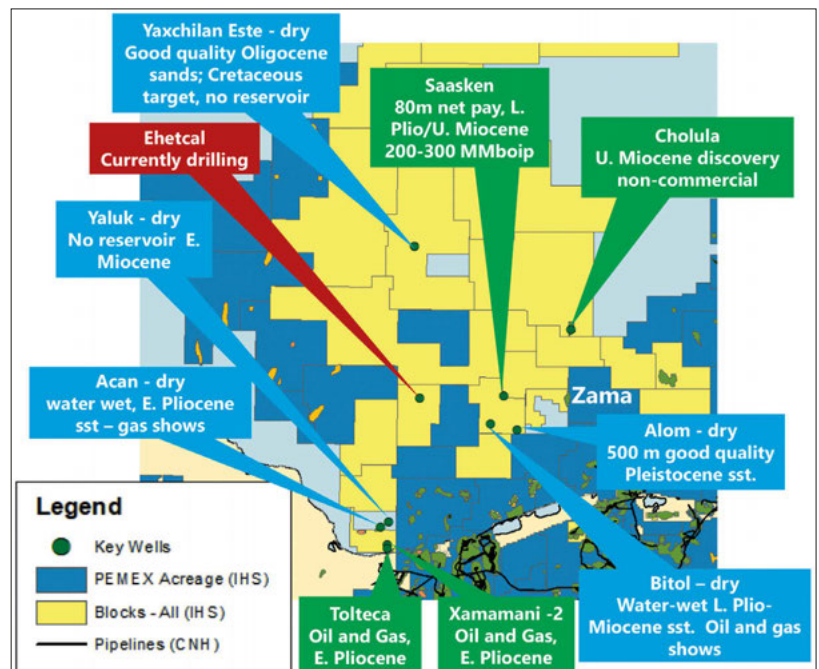 Yaxchilan Este - dry
Good quality Oligocene
sands; Cretaceous
target, no reservoir
Saasken
80m net pay, L.
Plio/U. Miocene
200-300 MMboip
Cholula
U. Miocene discovery
non-commercial
Ehetcal
Currently drilling
Yaluk - dry
No reservoir E.
Miocene
Acan - dry
water wet, E. Pliocene
sst – gas shows
Zama
Alom - dry
500 m good quality
Pleistocene sst.
Legend
Key Wells
PEMEX Acreage (IHS)
Blocks - All (IHS)
Pipelines (CNH)
Tolteca
Oil and Gas,
E. Pliocene
Xamamani -2
Oil and Gas,
E. Pliocene
Bitol – dry
Water-wet L. Plio-
Miocene sst. Oil and gas
shows